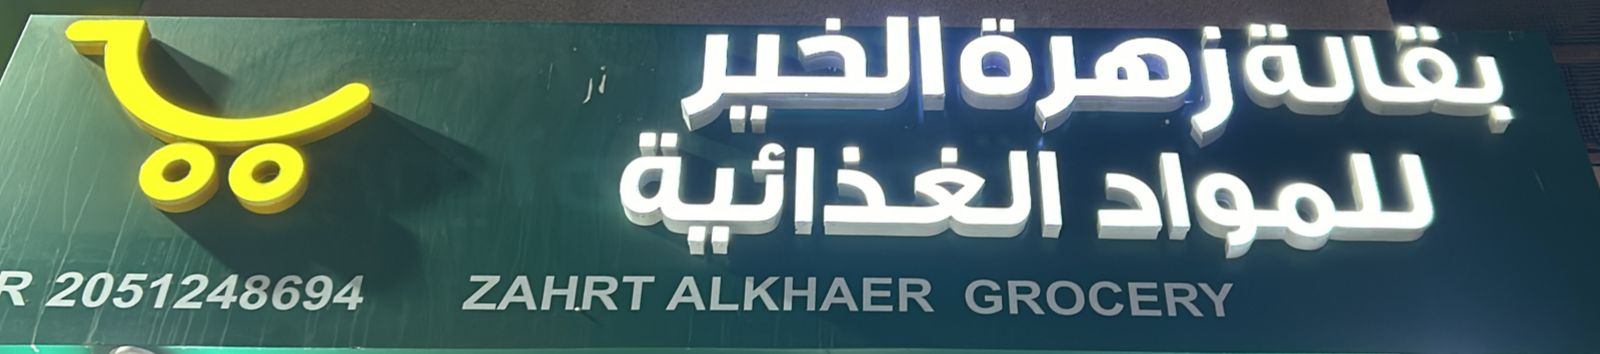 بقالة زهرة الخير
للمواد الغذائية
R 2051248694 ZAHRT ALKHAER GROCERY